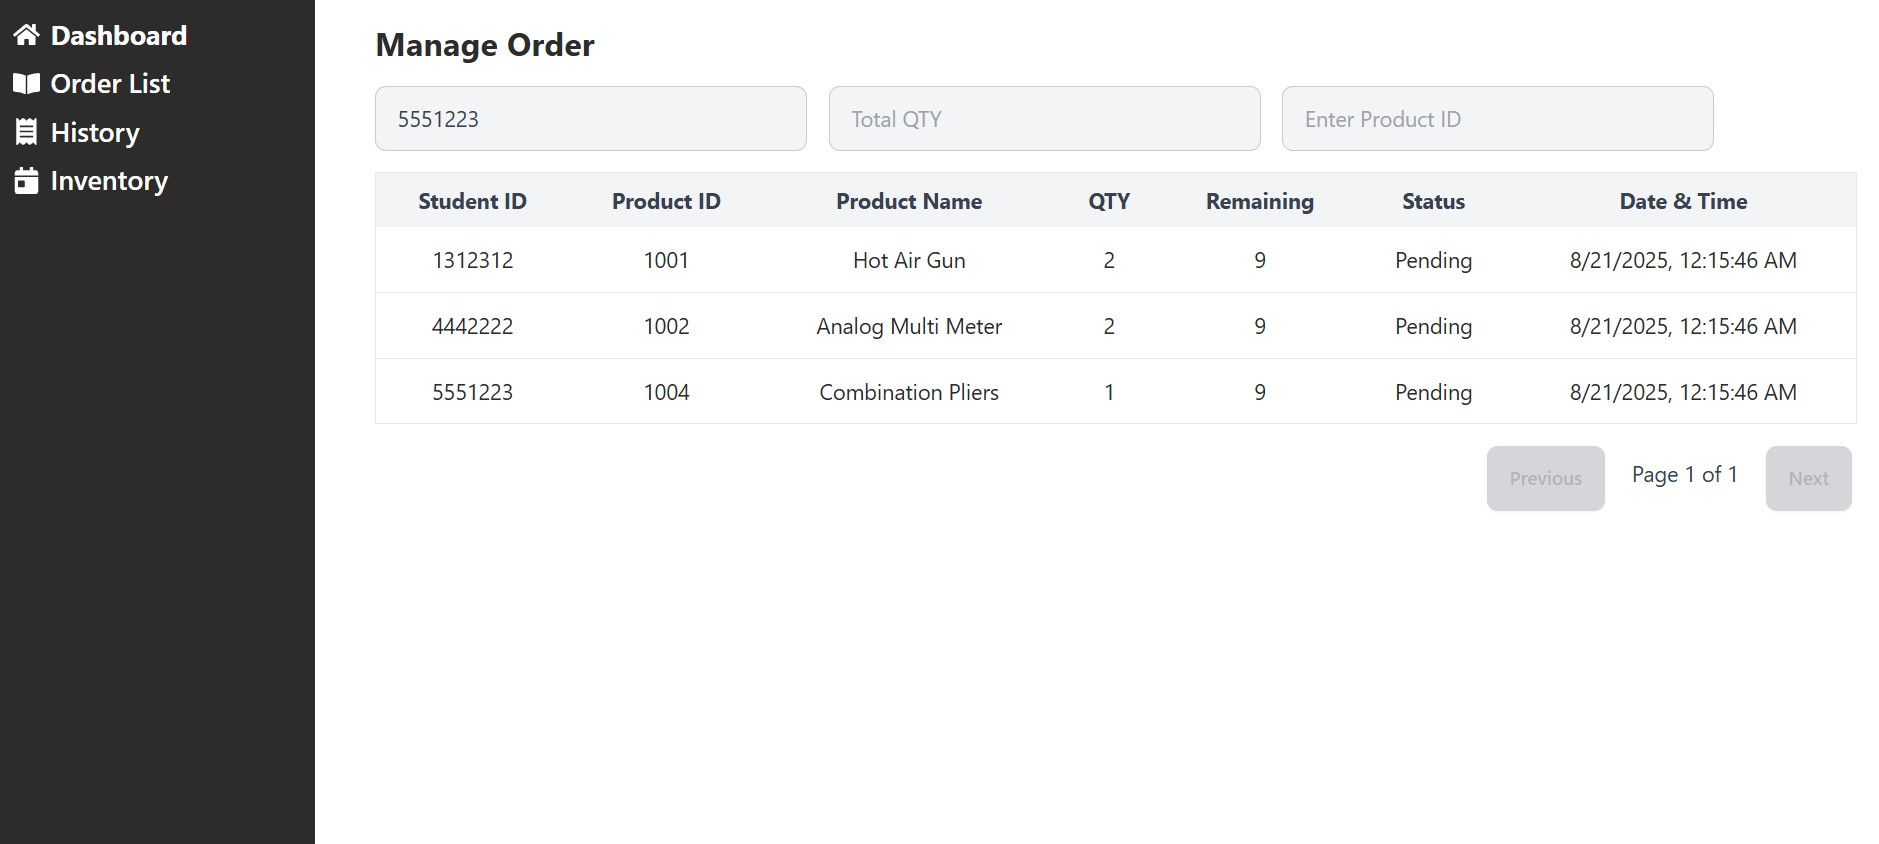 Dashboard
Order List
History
Inventory
Manage Order
5551223 Total QTY Enter Product ID
Student ID Product ID Product Name QTY Remaining Status Date & Time
1312312 1001 Hot Air Gun 2 9 Pending 8/21/2025, 12:15:46 AM
4442222 1002 Analog Multi Meter 2 9 Pending 8/21/2025, 12:15:46 AM
5551223 1004 Combination Pliers 1 9 Pending 8/21/2025, 12:15:46 AM
Previous Page 1 of 1 Next